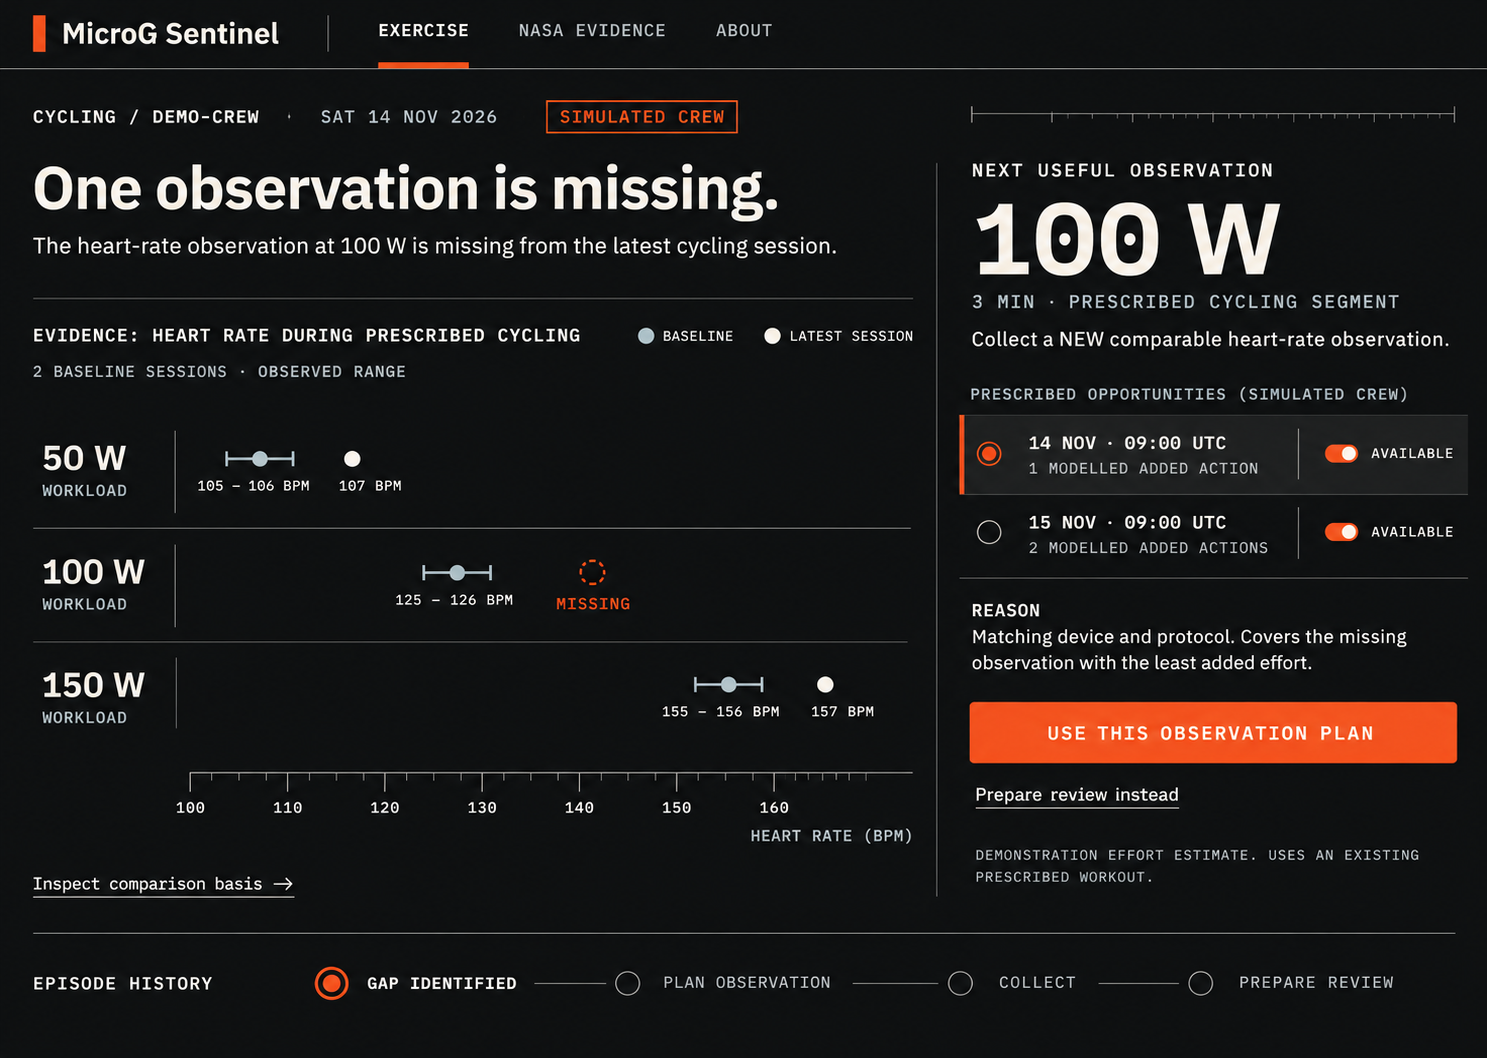 MicroG Sentinel
EXERCISE
NASA EVIDENCE
ABOUT
CYCLING / DEMO-CREW · SAT 14 NOV 2026
SIMULATED CREW
One observation is missing.
The heart-rate observation at 100 W is missing from the latest cycling session.
EVIDENCE: HEART RATE DURING PRESCRIBED CYCLING
BASELINE
LATEST SESSION
2 BASELINE SESSIONS · OBSERVED RANGE
50 W
WORKLOAD
105 – 106 BPM
107 BPM
100 W
WORKLOAD
125 – 126 BPM
MISSING
150 W
WORKLOAD
155 – 156 BPM
157 BPM
100 110 120 130 140 150 160
HEART RATE (BPM)
Inspect comparison basis →
NEXT USEFUL OBSERVATION
100 W
3 MIN · PRESCRIBED CYCLING SEGMENT
Collect a NEW comparable heart-rate observation.
PRESCRIBED OPPORTUNITIES (SIMULATED CREW)
14 NOV · 09:00 UTC
1 MODELLED ADDED ACTION
AVAILABLE
15 NOV · 09:00 UTC
2 MODELLED ADDED ACTIONS
AVAILABLE
REASON
Matching device and protocol. Covers the missing
observation with the least added effort.
USE THIS OBSERVATION PLAN
Prepare review instead
DEMONSTRATION EFFORT ESTIMATE. USES AN EXISTING
PRESCRIBED WORKOUT.
EPISODE HISTORY
GAP IDENTIFIED
PLAN OBSERVATION
COLLECT
PREPARE REVIEW